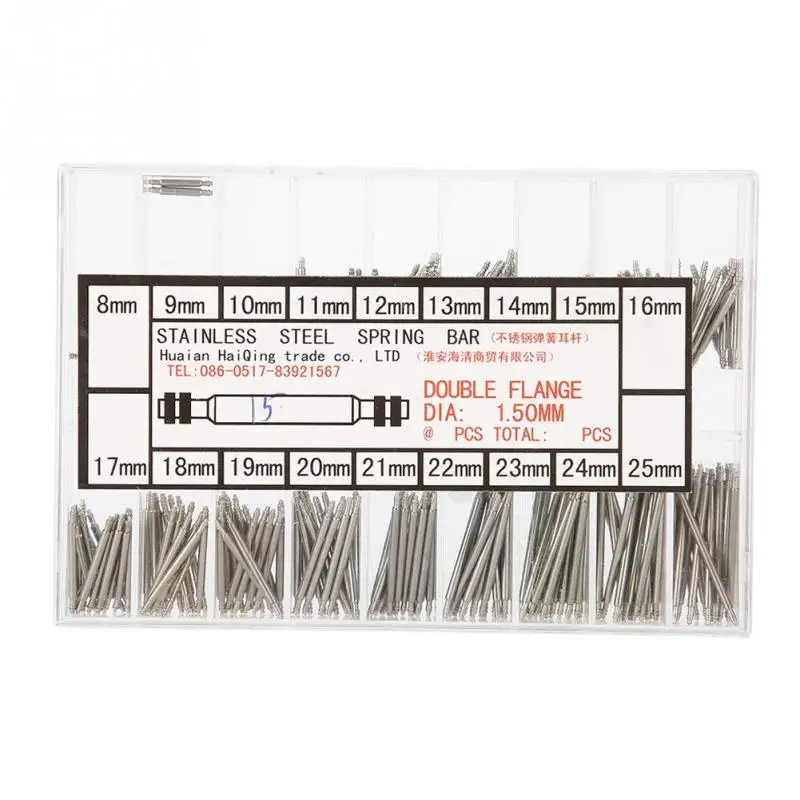 8mm 9mm 10mm 11mm 12mm 13mm 14mm 15mm 16mm
STAINLESS STEEL SPRING BAR (不锈钢弹簧耳杆)
Huaian HaiQing trade co., LTD (淮安海清商贸有限公司)
TEL:086-0517-83921567
15
DOUBLE FLANGE
DIA: 1.50MM
@ PCS TOTAL: PCS
17mm 18mm 19mm 20mm 21mm 22mm 23mm 24mm 25mm